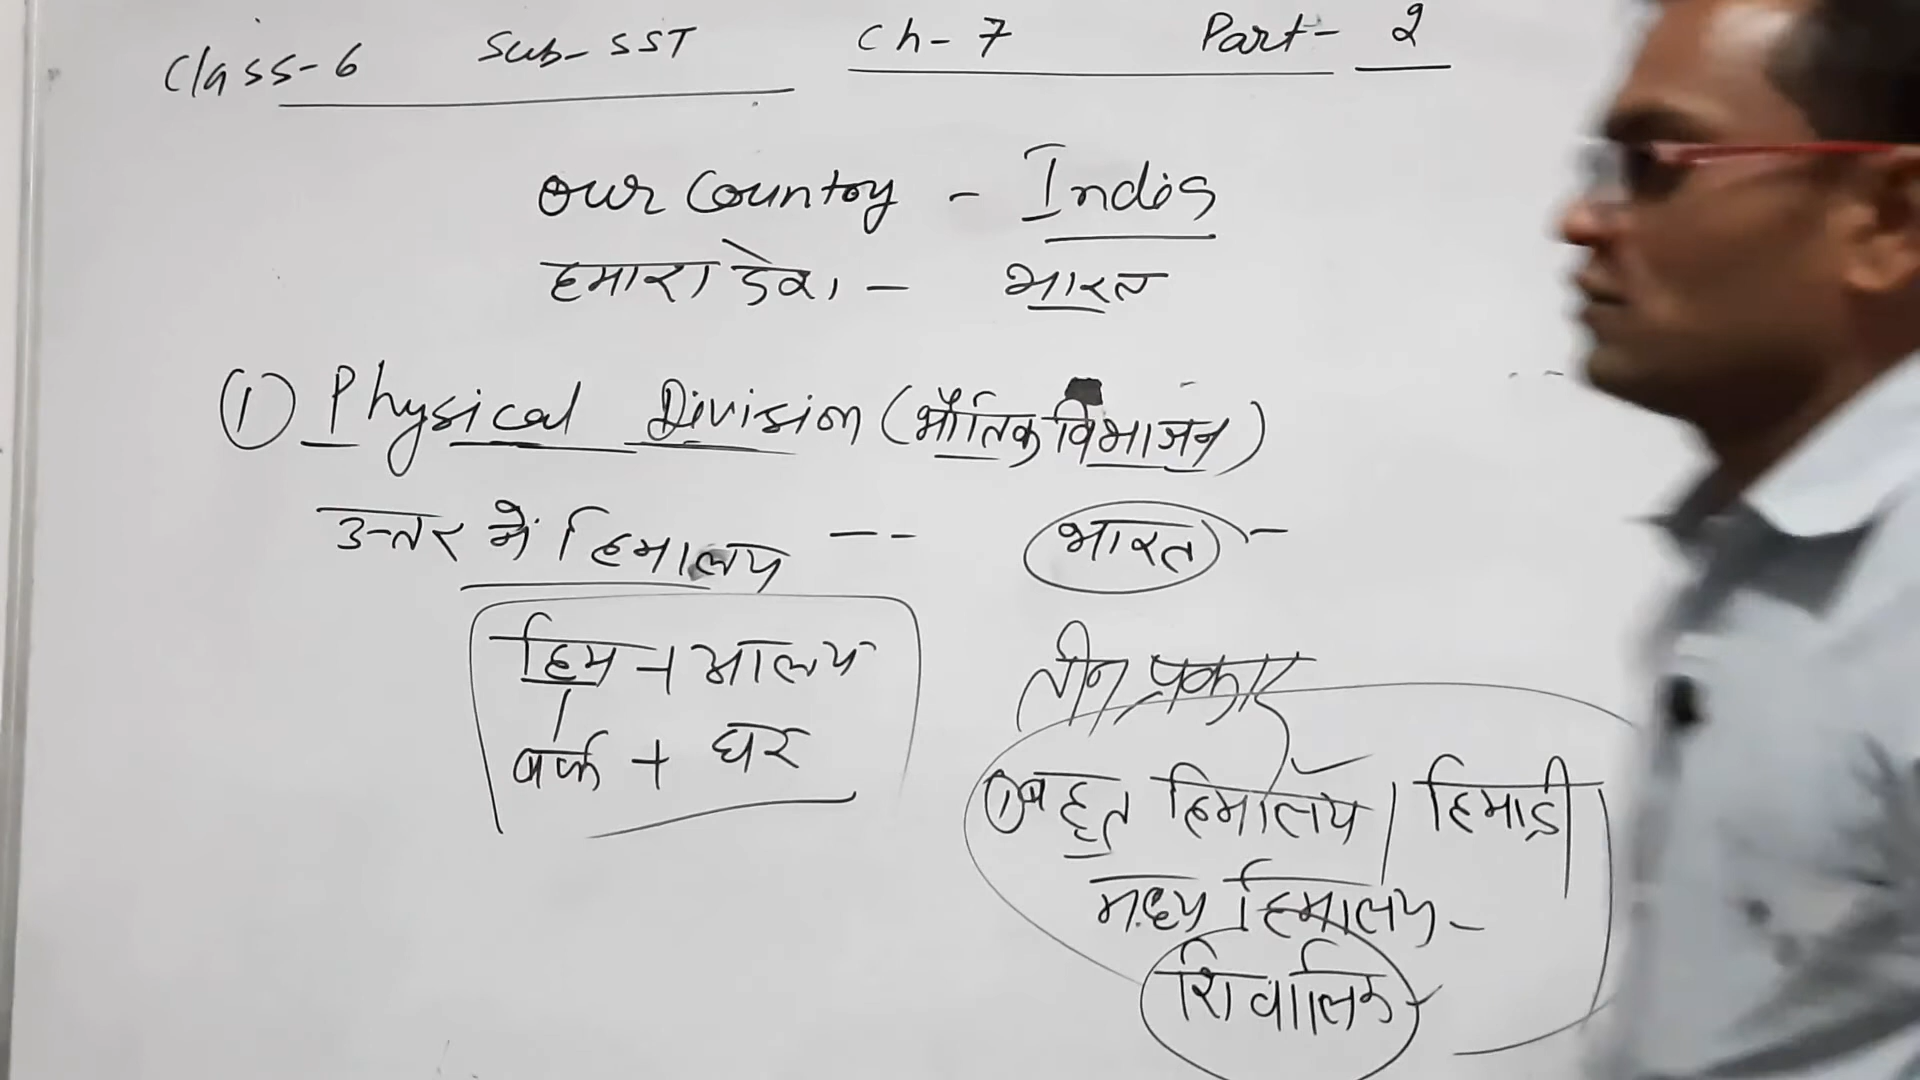 Class-6 Sub-SST Ch-7 Part-2
Our Country - India
हमारा देश - भारत
① Physical Division (भौतिक विभाजन)
उत्तर में हिमालय -- भारत -
हिम + आलय
बर्फ + घर
तीन प्रकार
① बृहत हिमालय / हिमाद्री
मध्य हिमालय -
शिवालिक